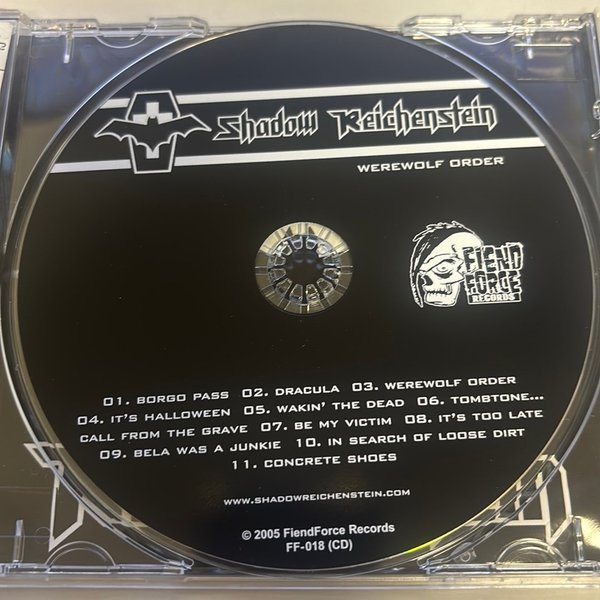 Shadow Reichenstein
WEREWOLF ORDER
FIEND
FORCE
RECORDS
01. BORGO PASS 02. DRACULA 03. WEREWOLF ORDER
04. IT'S HALLOWEEN 05. WAKIN' THE DEAD 06. TOMBTONE...
CALL FROM THE GRAVE 07. BE MY VICTIM 08. IT'S TOO LATE
09. BELA WAS A JUNKIE 10. IN SEARCH OF LOOSE DIRT
11. CONCRETE SHOES
WWW.SHADOWREICHENSTEIN.COM
© 2005 FiendForce Records
FF-018 (CD)